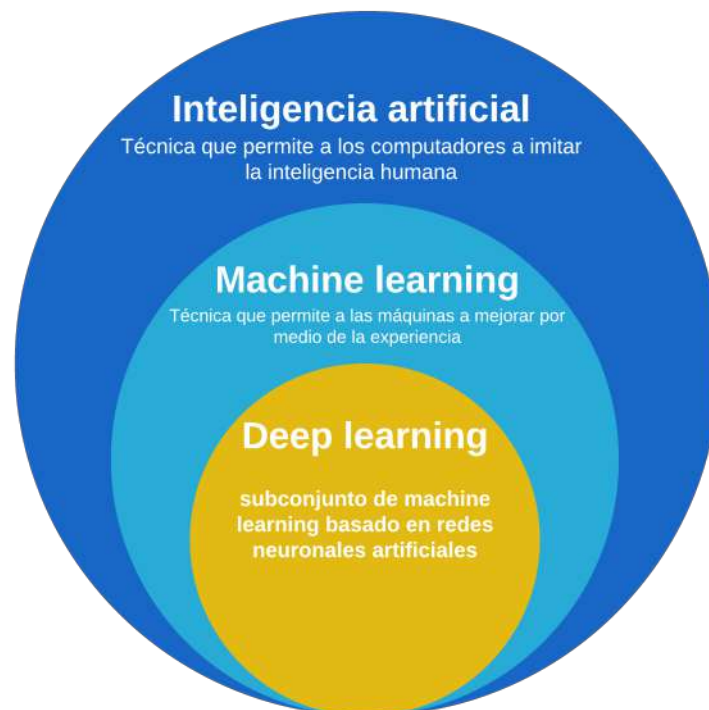 Inteligencia artificial
Técnica que permite a los computadores a imitar
la inteligencia humana
Machine learning
Técnica que permite a las máquinas a mejorar por
medio de la experiencia
Deep learning
subconjunto de machine
learning basado en redes
neuronales artificiales